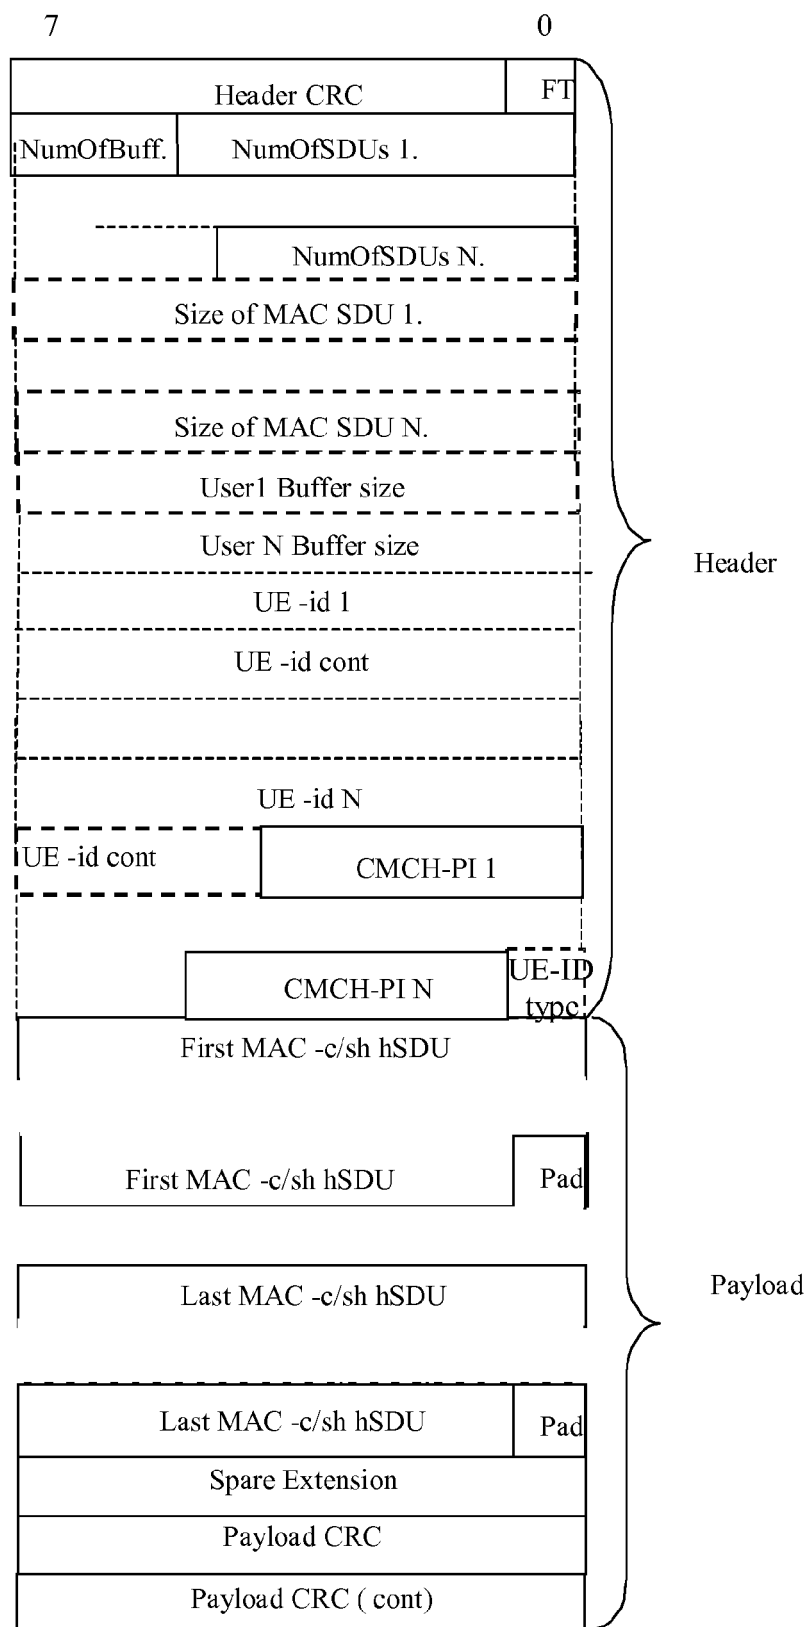 7 0
Header CRC FT
NumOfBuff. NumOfSDUs 1.
NumOfSDUs N.
Size of MAC SDU 1.
Size of MAC SDU N.
User1 Buffer size
User N Buffer size
Header
UE -id 1
UE -id cont
UE -id N
UE -id cont CMCH-PI 1
CMCH-PI N UE-ID
type
First MAC -c/sh hSDU
First MAC -c/sh hSDU Pad
Last MAC -c/sh hSDU
Payload
Last MAC -c/sh hSDU Pad
Spare Extension
Payload CRC
Payload CRC ( cont)